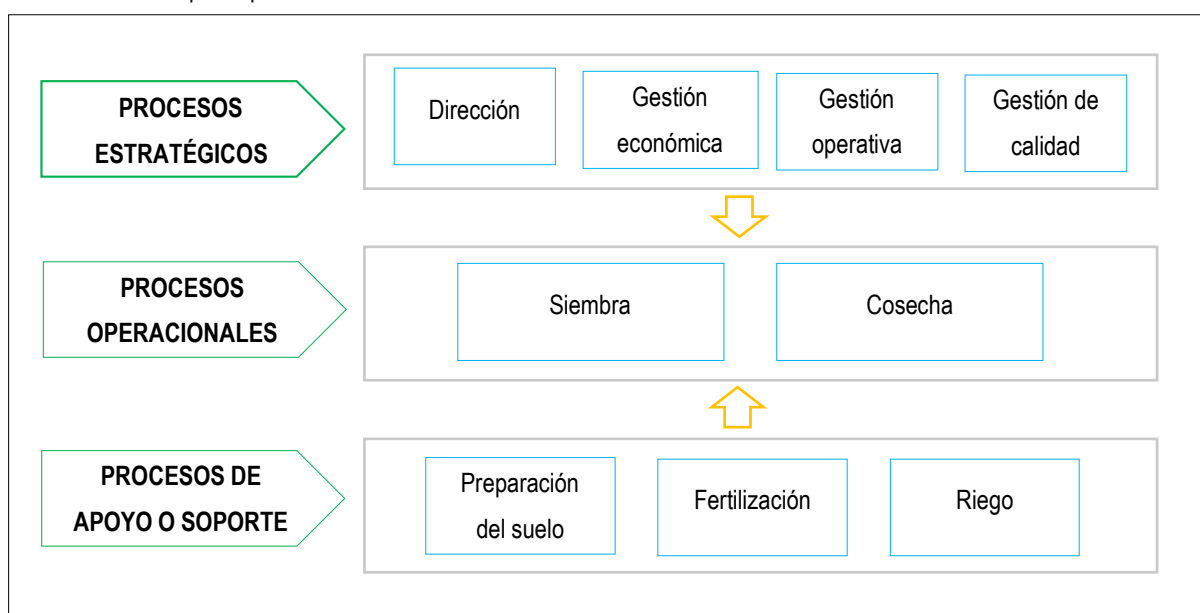 PROCESOS
ESTRATÉGICOS
Dirección
Gestión
económica
Gestión
operativa
Gestión de
calidad
PROCESOS
OPERACIONALES
Siembra
Cosecha
PROCESOS DE
APOYO O SOPORTE
Preparación
del suelo
Fertilización
Riego